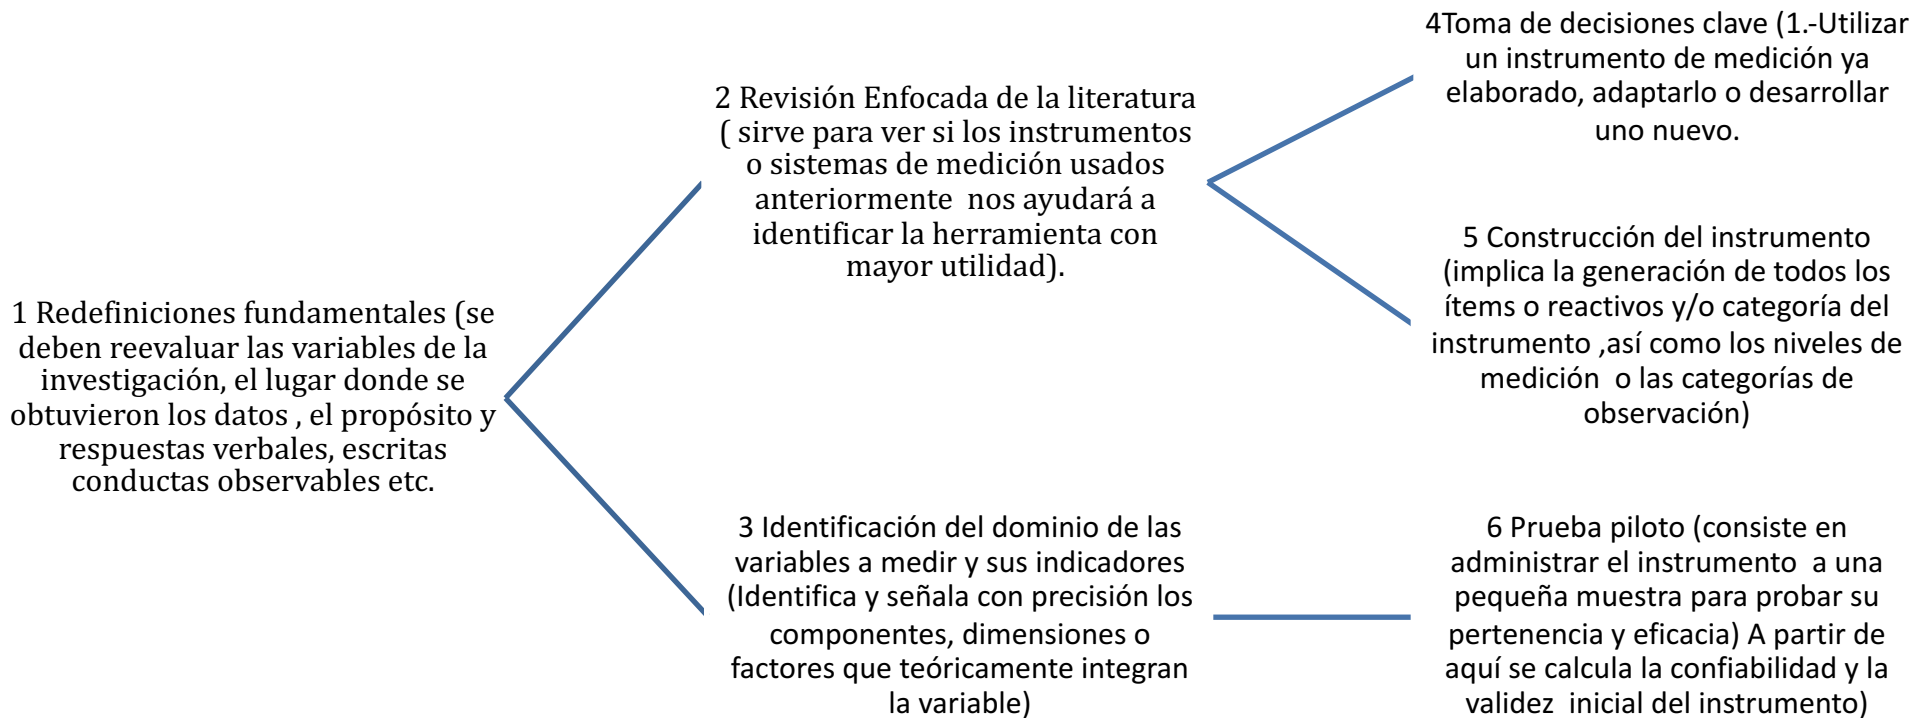 1 Redefiniciones fundamentales (se
deben reevaluar las variables de la
investigación, el lugar donde se
obtuvieron los datos , el propósito y
respuestas verbales, escritas
conductas observables etc.
2 Revisión Enfocada de la literatura
( sirve para ver si los instrumentos
o sistemas de medición usados
anteriormente  nos ayudará a
identificar la herramienta con
mayor utilidad).
3 Identificación del dominio de las
variables a medir y sus indicadores
(Identifica y señala con precisión los
componentes, dimensiones o
factores que teóricamente integran
la variable)
4Toma de decisiones clave (1.-Utilizar
un instrumento de medición ya
elaborado, adaptarlo o desarrollar
uno nuevo.
5 Construcción del instrumento
(implica la generación de todos los
ítems o reactivos y/o categoría del
instrumento ,así como los niveles de
medición  o las categorías de
observación)
6 Prueba piloto (consiste en
administrar el instrumento  a una
pequeña muestra para probar su
pertenencia y eficacia) A partir de
aquí se calcula la confiabilidad y la
validez  inicial del instrumento)